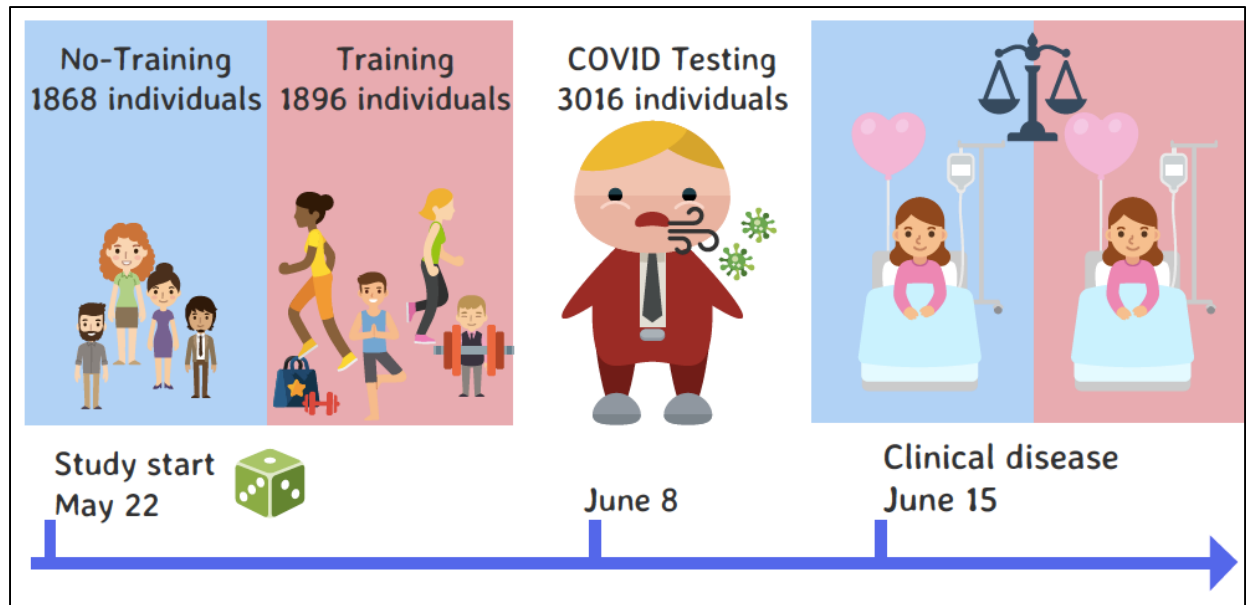 No-Training
1868 individuals
Training
1896 individuals
COVID Testing
3016 individuals
Study start
May 22
June 8
Clinical disease
June 15